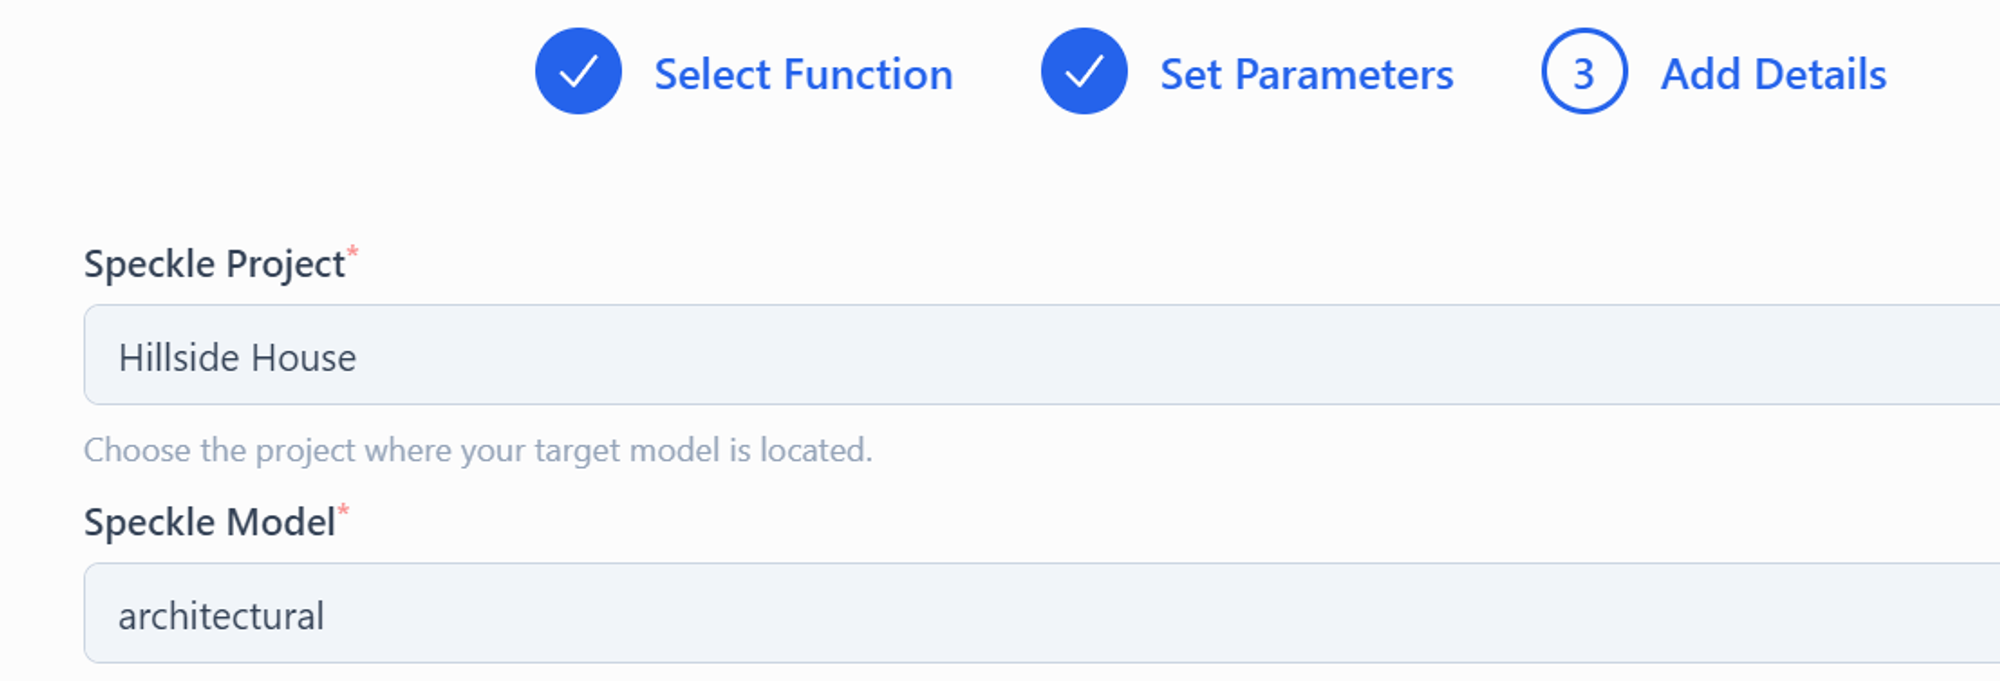 Select Function Set Parameters 3 Add Details
Speckle Project*
Hillside House
Choose the project where your target model is located.
Speckle Model*
architectural